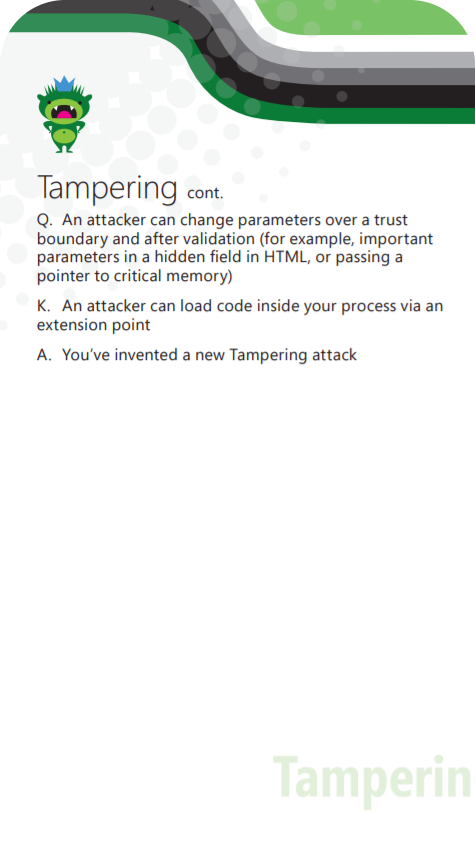 Tampering cont.
Q. An attacker can change parameters over a trust
boundary and after validation (for example, important
parameters in a hidden field in HTML, or passing a
pointer to critical memory)
K. An attacker can load code inside your process via an
extension point
A. You’ve invented a new Tampering attack
Tamperin